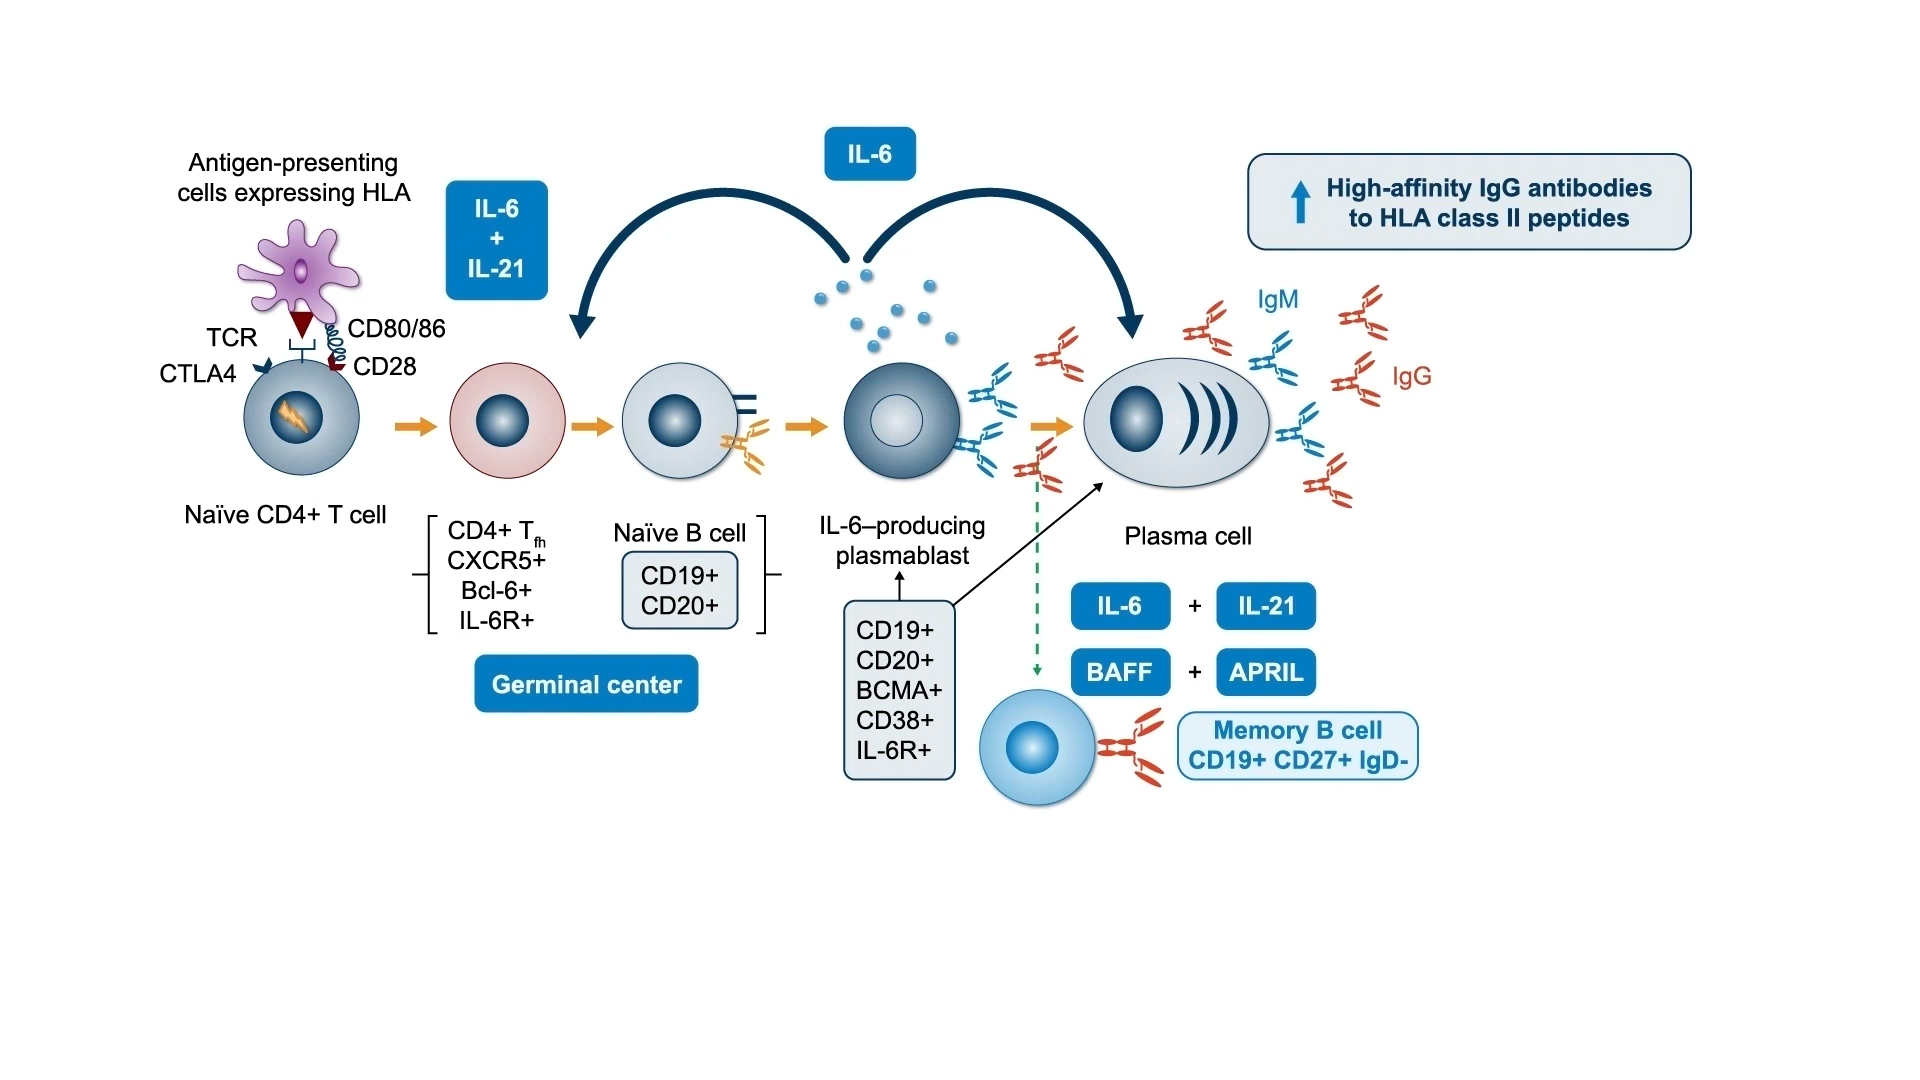 Antigen-presenting
cells expressing HLA
TCR
CD80/86
CTLA4
CD28
Naïve CD4+ T cell
IL-6
+
IL-21
IL-6
High-affinity IgG antibodies
to HLA class II peptides
IgM
IgG
CD4+ Tfh
CXCR5+
Bcl-6+
IL-6R+
Naïve B cell
CD19+
CD20+
Germinal center
IL-6–producing
plasmablast
CD19+
CD20+
BCMA+
CD38+
IL-6R+
Plasma cell
IL-6 + IL-21
BAFF + APRIL
Memory B cell
CD19+ CD27+ IgD-